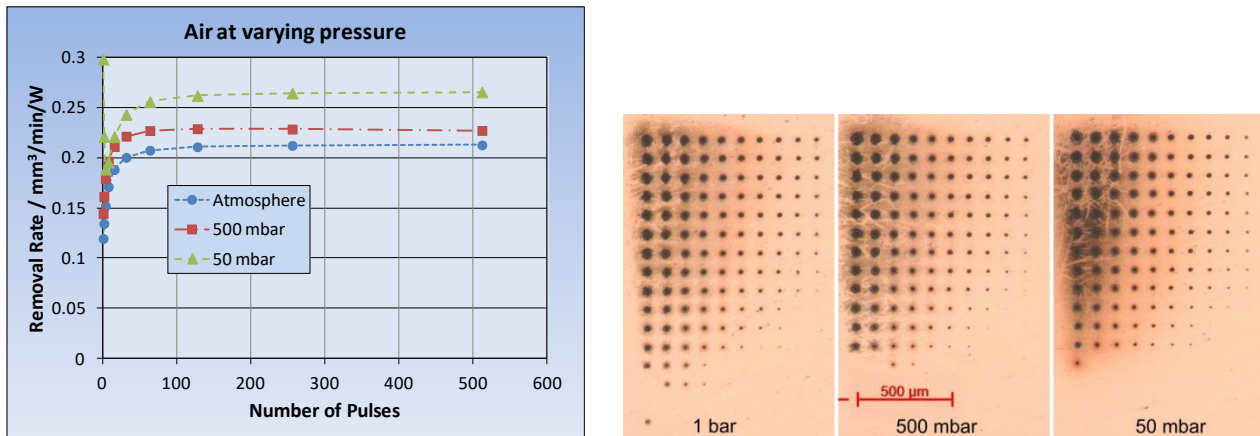 Air at varying pressure
Removal Rate / mm³/min/W
0.3
0.25
0.2
0.15
0.1
0.05
0
Atmosphere
500 mbar
50 mbar
0 100 200 300 400 500 600
Number of Pulses
500 µm
1 bar 500 mbar 50 mbar